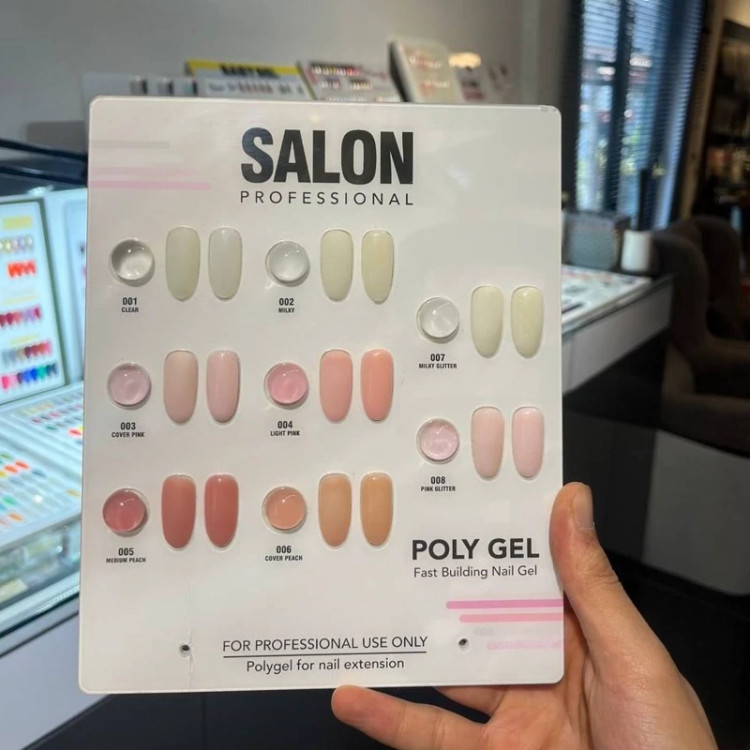 SALON
PROFESSIONAL
001
CLEAR
002
MILKY
007
MILKY GLITTER
003
COVER PINK
004
LIGHT PINK
008
PINK GLITTER
005
MEDIUM PEACH
006
COVER PEACH
POLY GEL
Fast Building Nail Gel
FOR PROFESSIONAL USE ONLY
Polygel for nail extension